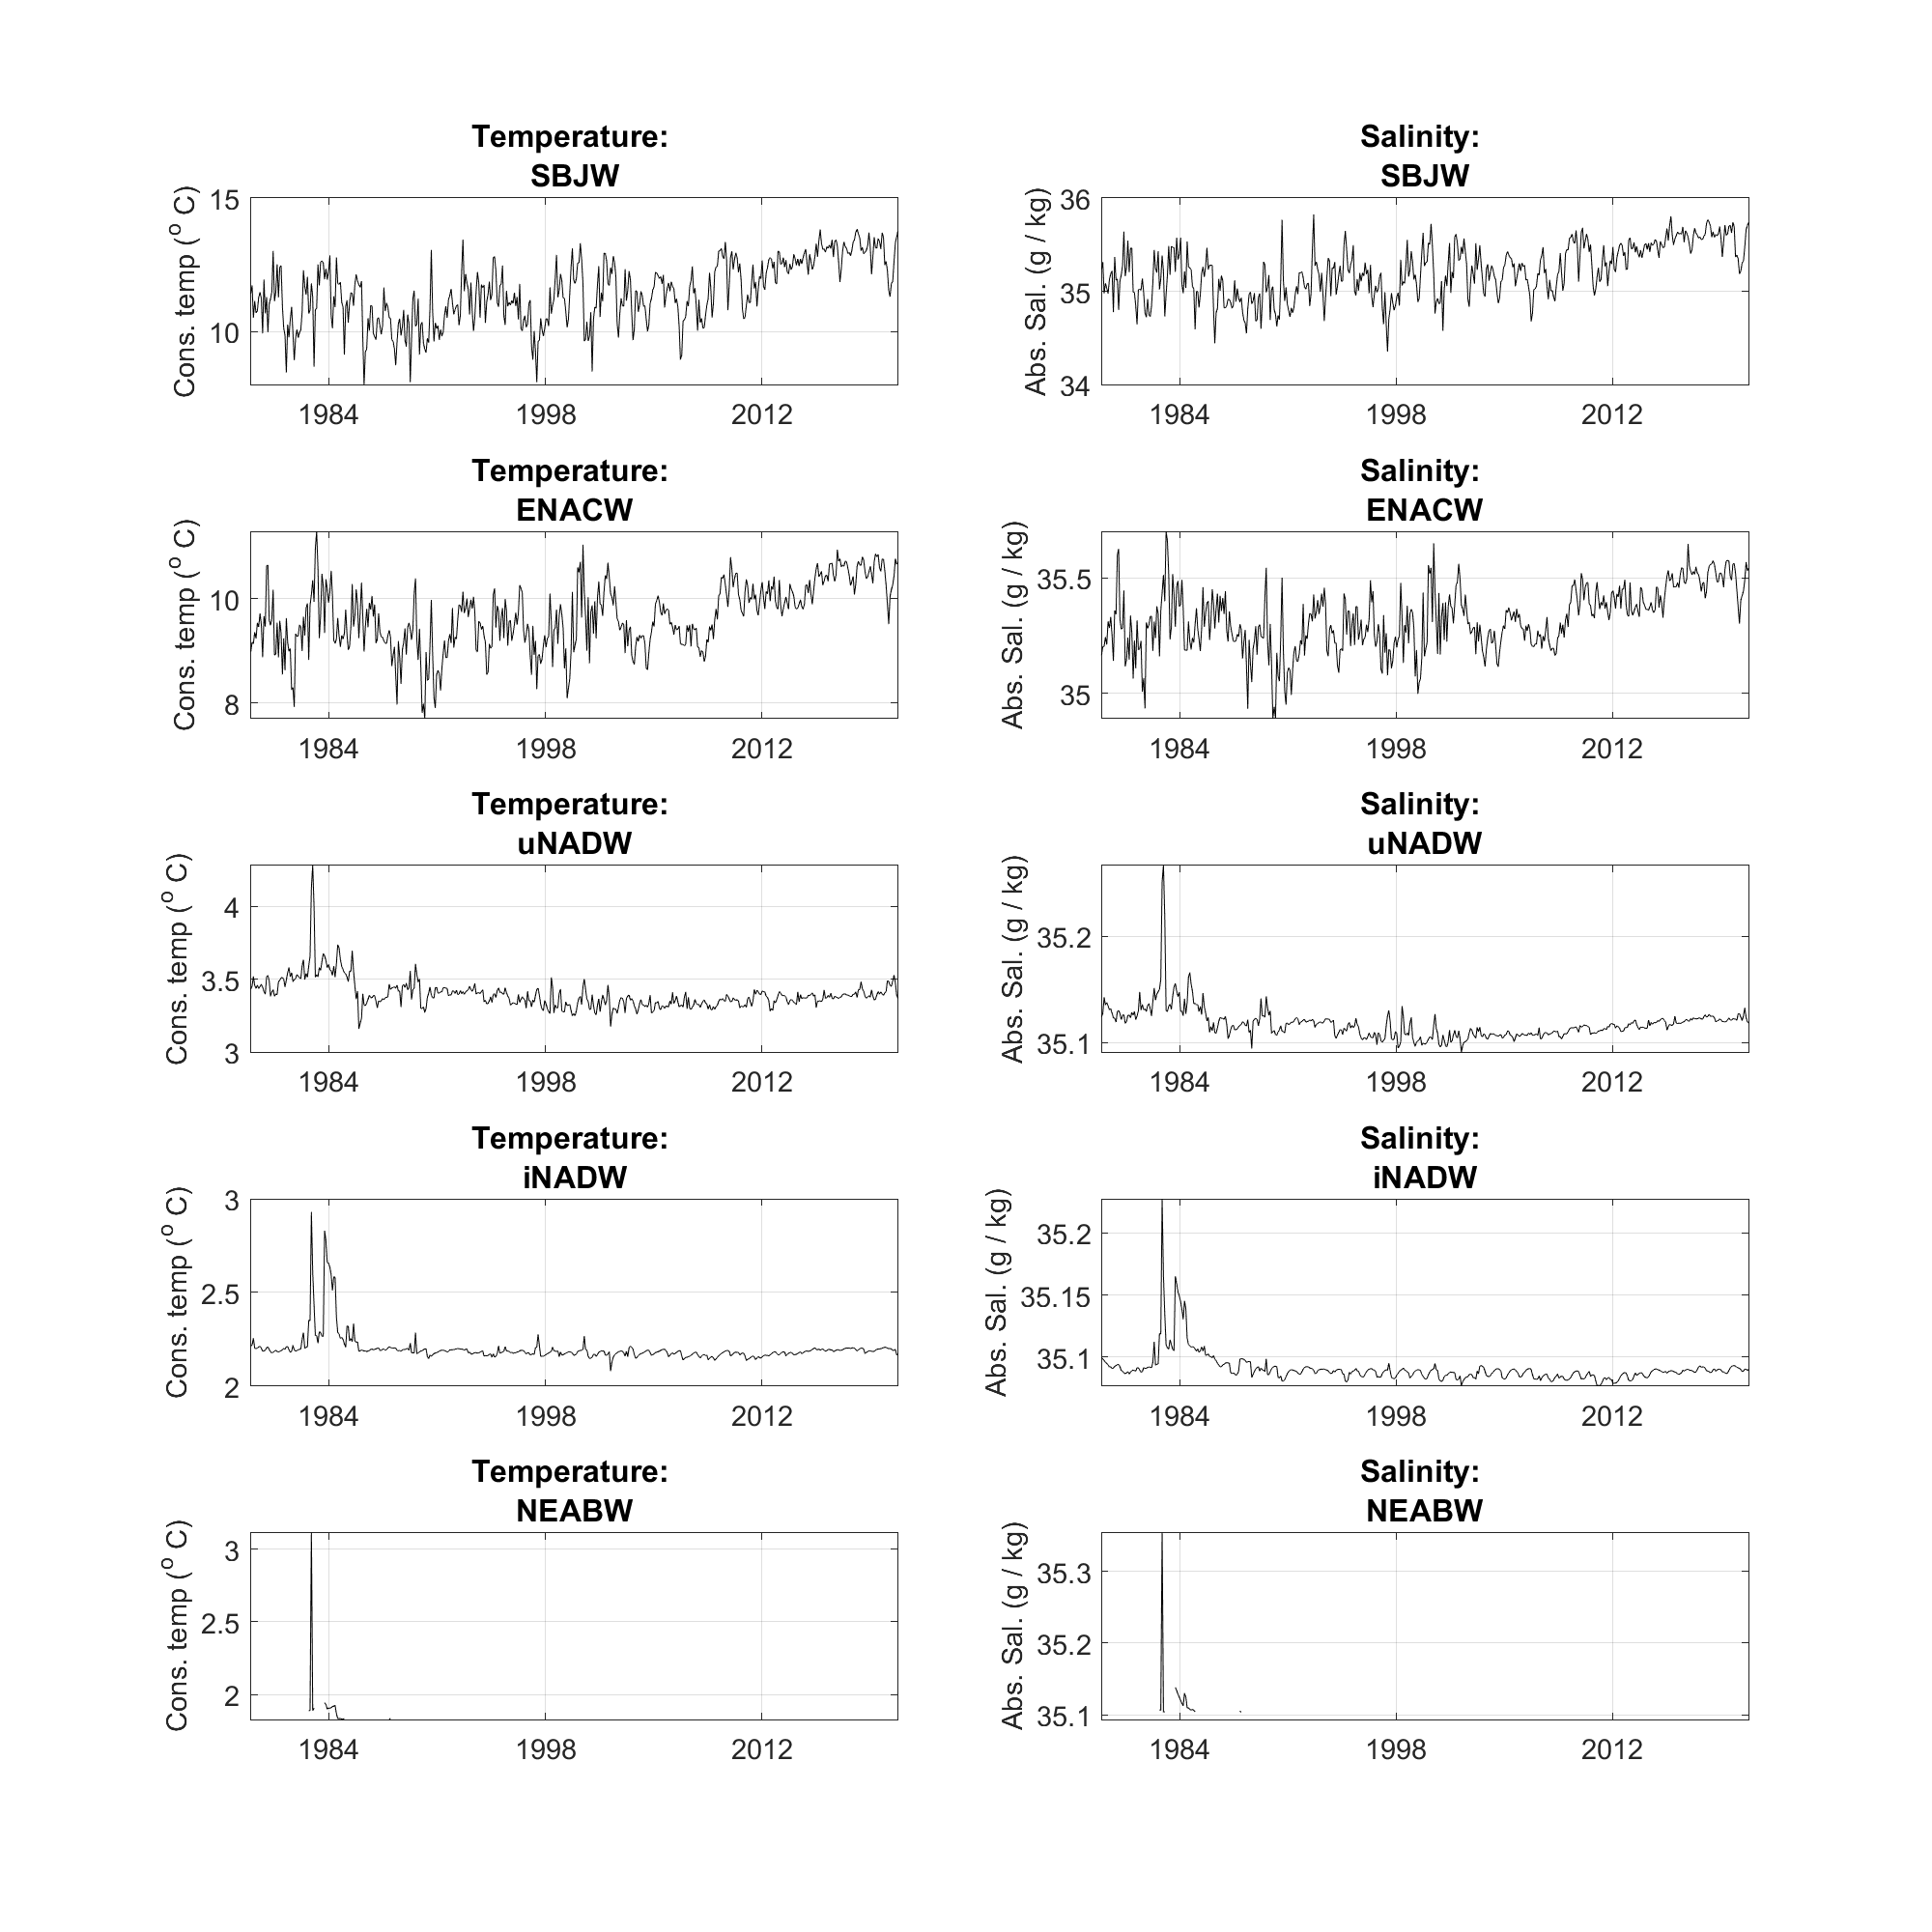 Temperature:
SBJW
Cons. temp (° C)
15
10
1984
1998
2012
Salinity:
SBJW
Abs. Sal. (g / kg)
36
35
34
1984
1998
2012
Temperature:
ENACW
Cons. temp (° C)
10
8
1984
1998
2012
Salinity:
ENACW
Abs. Sal. (g / kg)
35.5
35
1984
1998
2012
Temperature:
uNADW
Cons. temp (° C)
4
3.5
3
1984
1998
2012
Salinity:
uNADW
Abs. Sal. (g / kg)
35.2
35.1
1984
1998
2012
Temperature:
iNADW
Cons. temp (° C)
3
2.5
2
1984
1998
2012
Salinity:
iNADW
Abs. Sal. (g / kg)
35.2
35.15
35.1
1984
1998
2012
Temperature:
NEABW
Cons. temp (° C)
3
2.5
2
1984
1998
2012
Salinity:
NEABW
Abs. Sal. (g / kg)
35.3
35.2
35.1
1984
1998
2012